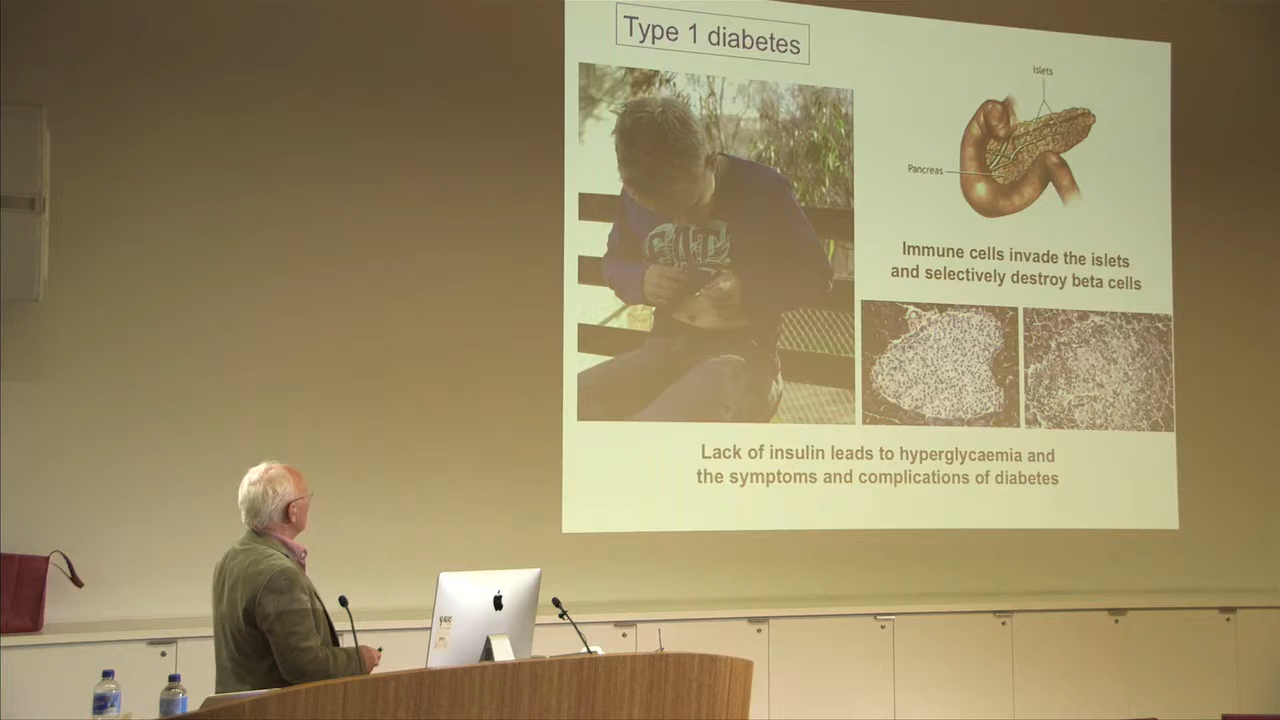 Type 1 diabetes
Islets
Pancreas
Immune cells invade the islets
and selectively destroy beta cells
Lack of insulin leads to hyperglycaemia and
the symptoms and complications of diabetes